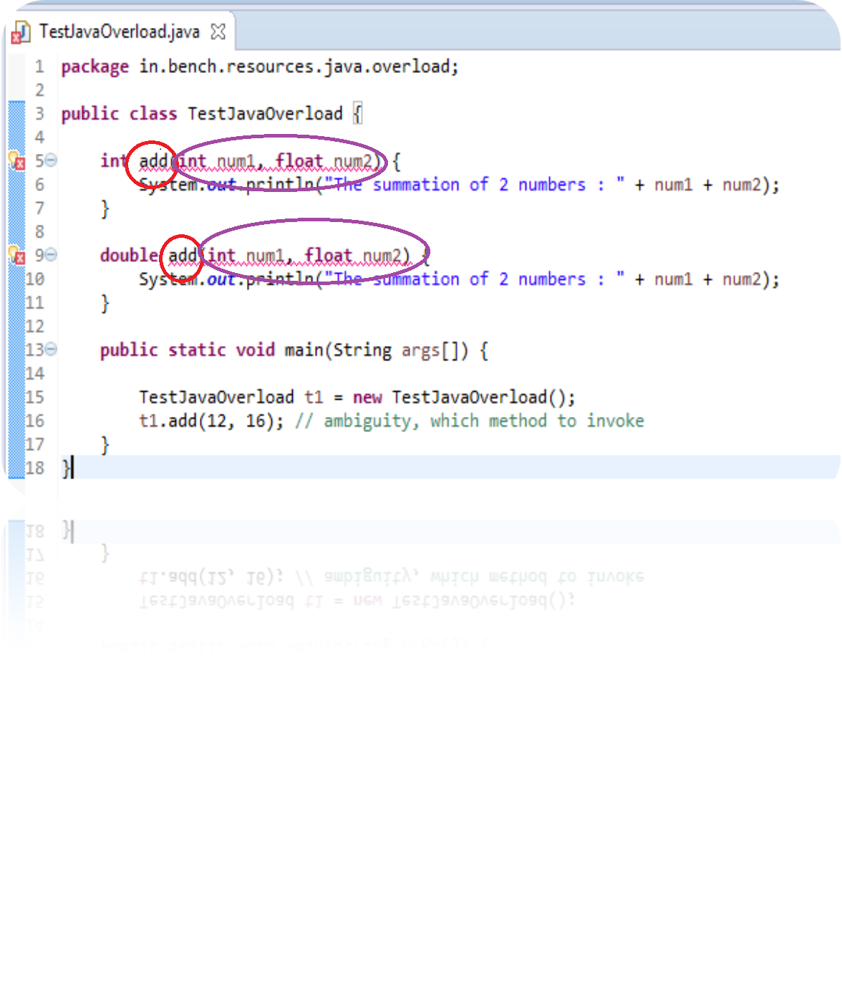 TestJavaOverload.java
1 package in.bench.resources.java.overload;
2
3 public class TestJavaOverload {
4
5 int add(int num1, float num2) {
6 System.out.println("The summation of 2 numbers : " + num1 + num2);
7 }
8
9 double add(int num1, float num2) {
10 System.out.println("The summation of 2 numbers : " + num1 + num2);
11 }
12
13 public static void main(String args[]) {
14
15 TestJavaOverload t1 = new TestJavaOverload();
16 t1.add(12, 16); // ambiguity, which method to invoke
17 }
18 }